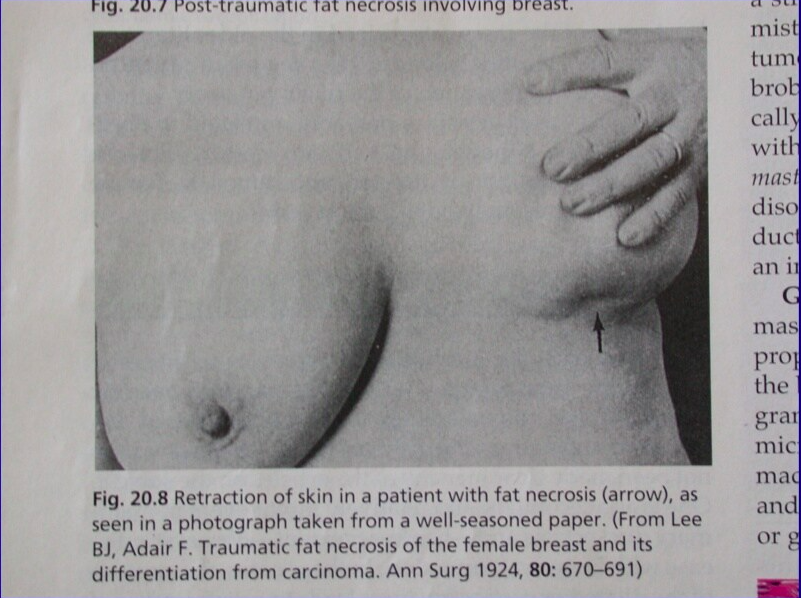 Fig. 20.7 Post-traumatic fat necrosis involving breast.
Fig. 20.8 Retraction of skin in a patient with fat necrosis (arrow), as
seen in a photograph taken from a well-seasoned paper. (From Lee
BJ, Adair F. Traumatic fat necrosis of the female breast and its
differentiation from carcinoma. Ann Surg 1924, 80: 670–691)
mist
tum
brob
cally
with
mast
diso
duct
an i
G
mas
prop
the
gran
mic
mac
and
or g